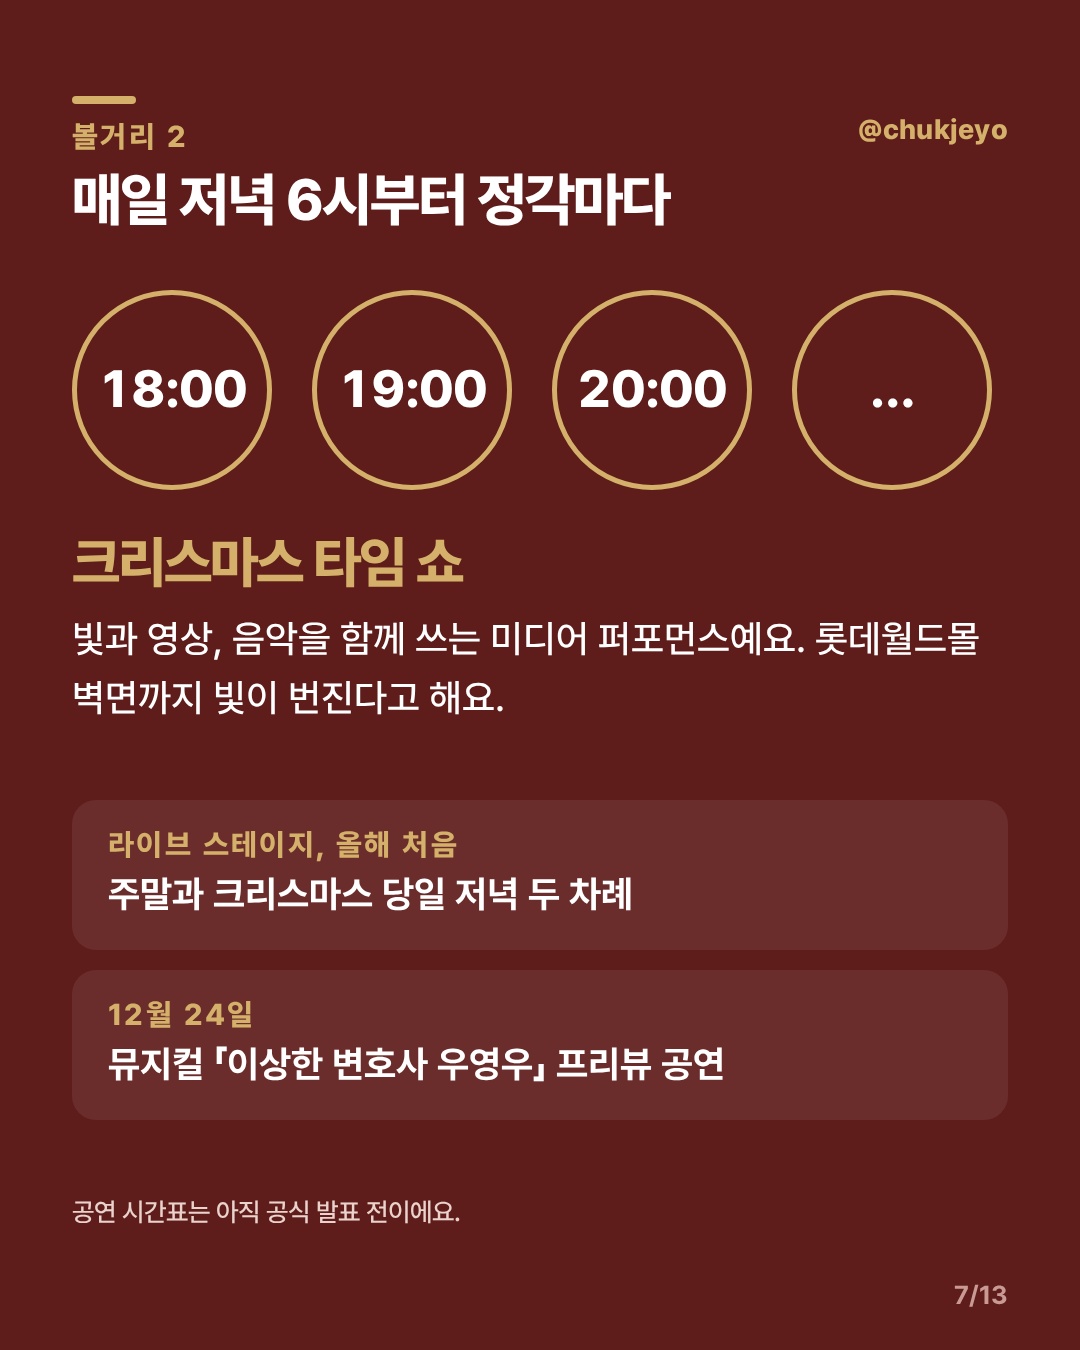 볼거리 2
@chukjeyo
매일 저녁 6시부터 정각마다
18:00
19:00
20:00
...
크리스마스 타임 쇼
빛과 영상, 음악을 함께 쓰는 미디어 퍼포먼스예요. 롯데월드몰
벽면까지 빛이 번진다고 해요.
라이브 스테이지, 올해 처음
주말과 크리스마스 당일 저녁 두 차례
12월 24일
뮤지컬 「이상한 변호사 우영우」 프리뷰 공연
공연 시간표는 아직 공식 발표 전이에요.
7/13